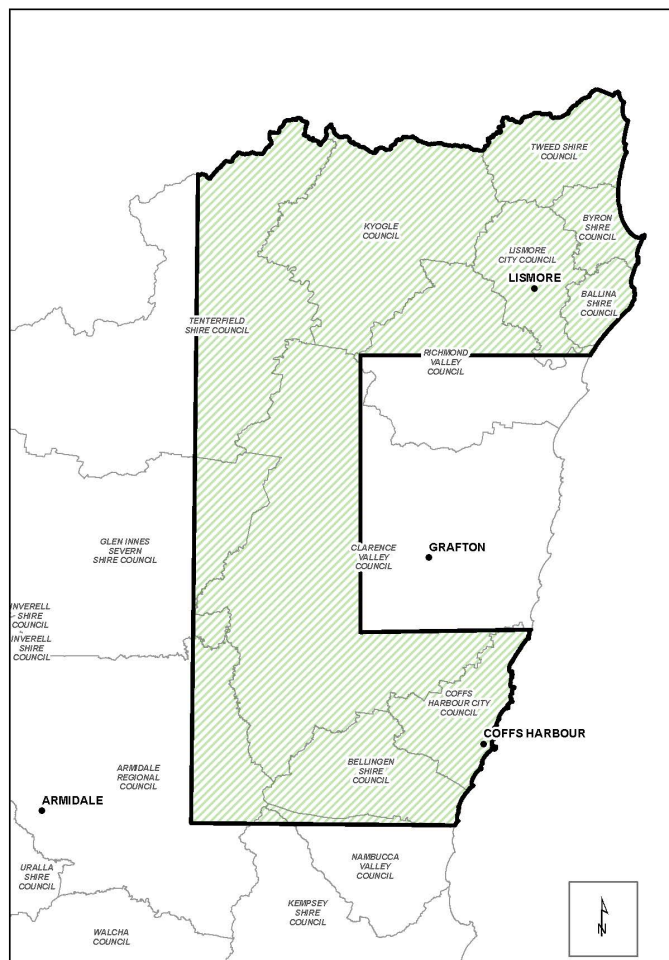 TWEED SHIRE
COUNCIL
BYRON
SHIRE
COUNCIL
KYOGLE
COUNCIL
LISMORE
CITY COUNCIL
LISMORE
BALLINA
SHIRE
COUNCIL
TENTERFIELD
SHIRE COUNCIL
RICHMOND
VALLEY
COUNCIL
GLEN INNES
SEVERN
SHIRE COUNCIL
CLARENCE
VALLEY
COUNCIL
GRAFTON
INVERELL
SHIRE
COUNCIL
INVERELL
SHIRE
COUNCIL
COFFS
HARBOUR CITY
COUNCIL
COFFS HARBOUR
BELLINGEN
SHIRE
COUNCIL
ARMIDALE
REGIONAL
COUNCIL
ARMIDALE
NAMBUCCA
VALLEY
COUNCIL
URALLA
SHIRE
COUNCIL
KEMPSEY
SHIRE
COUNCIL
WALCHA
COUNCIL